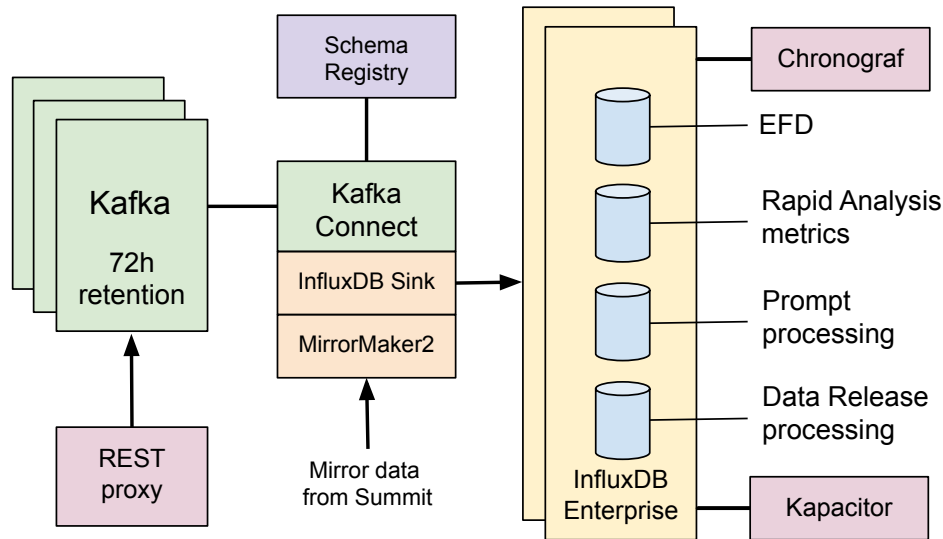 Schema
Registry
Chronograf
EFD
Kafka
72h
retention
Kafka
Connect
InfluxDB Sink
MirrorMaker2
Rapid Analysis
metrics
Prompt
processing
Data Release
processing
REST
proxy
Mirror data
from Summit
InfluxDB
Enterprise
Kapacitor